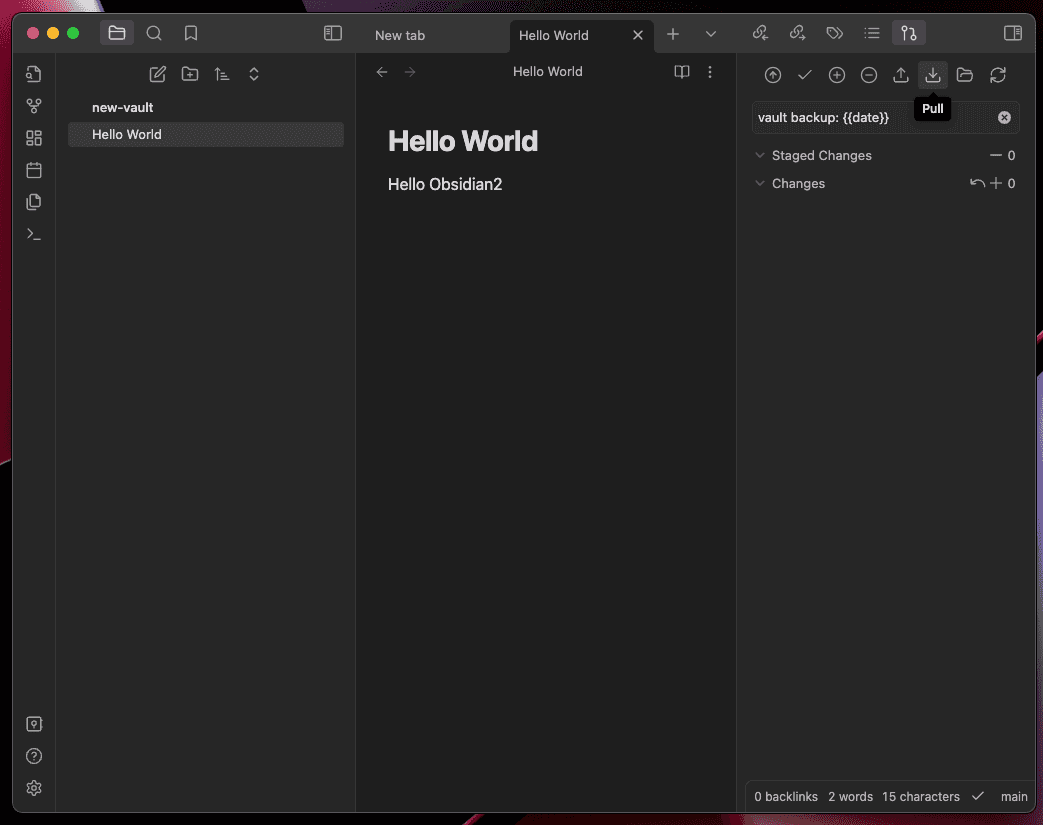 New tab
Hello World
new-vault
Hello World
Hello World
Hello World
Hello Obsidian2
Pull
vault backup: {{date}}
Staged Changes
0
Changes
0
0 backlinks 2 words 15 characters main